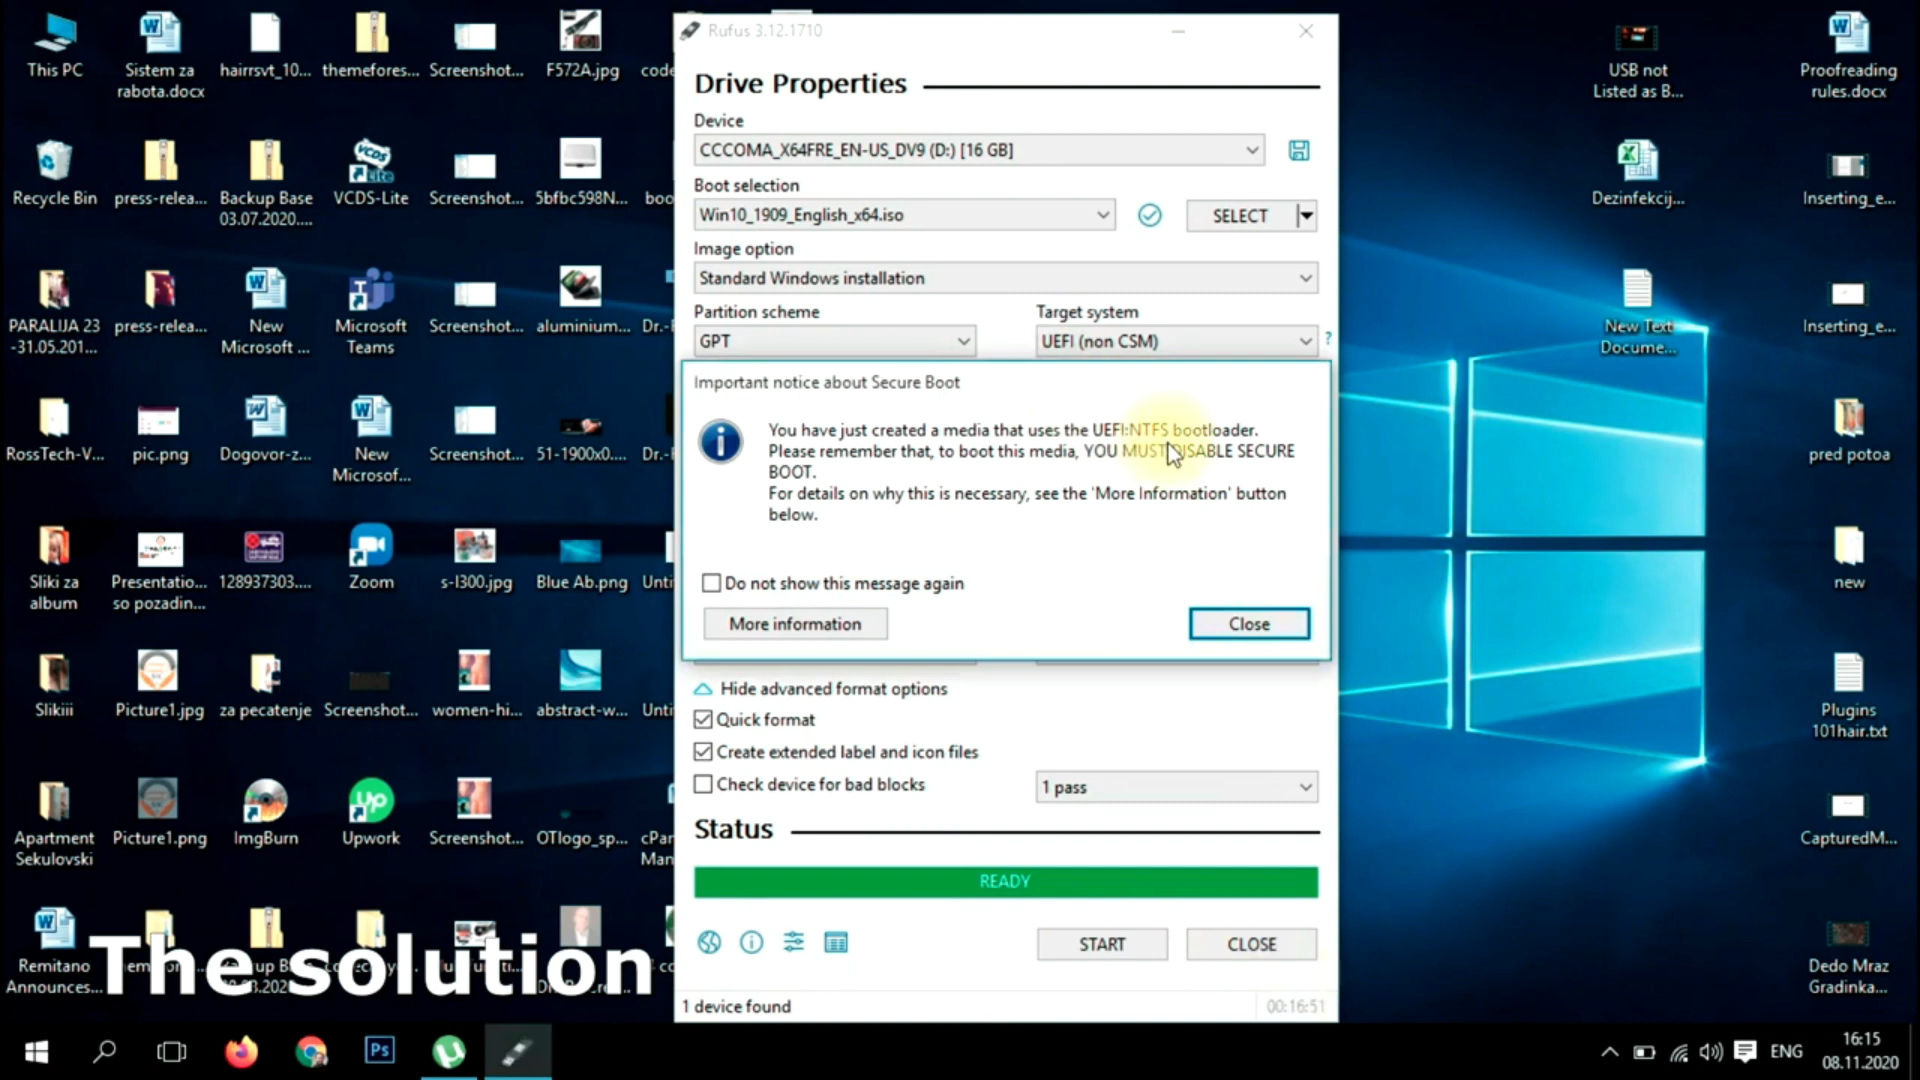 Rufus 3.12.1710
Drive Properties
Device
CCCOMA_X64FRE_EN-US_DV9 (D:) [16 GB]
Boot selection
Win10_1909_English_x64.iso
SELECT
Image option
Standard Windows installation
Partition scheme
Target system
GPT
UEFI (non CSM)
?
Important notice about Secure Boot
You have just created a media that uses the UEFI:NTFS bootloader.
Please remember that, to boot this media, YOU MUST DISABLE SECURE
BOOT.
For details on why this is necessary, see the 'More Information' button
below.
Do not show this message again
More information
Close
Hide advanced format options
Quick format
Create extended label and icon files
Check device for bad blocks
1 pass
Status
READY
START
CLOSE
1 device found
00:16:51
This PC
Sistem za
rabota.docx
hairrsvt_10...
themefores...
Screenshot...
F572A.jpg
code
Recycle Bin
press-relea...
Backup Base
03.07.2020....
VCDS-Lite
Screenshot...
5bfbc598N...
boo
PARALIJA 23
-31.05.201...
press-relea...
New
Microsoft ...
Microsoft
Teams
Screenshot...
aluminium...
Dr.-
RossTech-V...
pic.png
Dogovor-z...
New
Microsof...
Screenshot...
51-1900x0....
Dr.-
Sliki za
album
Presentatio...
so pozadin...
128937303....
Zoom
s-l300.jpg
Blue Ab.png
Unti
Slikiii
Picture1.jpg
za pecatenje
Screenshot...
women-hi...
abstract-w...
Unti
Apartment
Sekulovski
Picture1.png
ImgBurn
Upwork
Screenshot...
OTlogo_sp...
cPan
Man
Remitano
Announces...
The solution
USB not
Listed as B...
Proofreading
rules.docx
Dezinfekcij...
Inserting_e...
New Text
Docume...
Inserting_e...
pred potoa
new
Plugins
101hair.txt
CapturedM...
Dedo Mraz
Gradinka...
Ps
ENG
16:15
08.11.2020